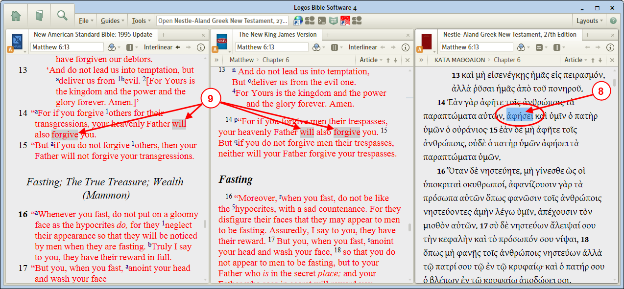 Logos Bible Software 4
File
Guides
Tools
Open Nestle-Aland Greek New Testament, 27...
Layouts
New American Standard Bible: 1995 Update
Matthew 6:13
Interlinear
have forgiven our debtors.
13 ‘And do not lead us into temptation, but
deliver us from evil. [For Yours is
the kingdom and the power and the
glory forever. Amen.]’
14 “For if you forgive others for their
transgressions, your heavenly Father will
also forgive you.
15 “But if you do not forgive others, then your
Father will not forgive your transgressions.
Fasting; The True Treasure; Wealth
(Mammon)
16 “Whenever you fast, do not put on a gloomy
face as the hypocrites do, for they neglect
their appearance so that they will be noticed
by men when they are fasting. Truly I say
to you, they have their reward in full.
17 “But you, when you fast, anoint your head
and wash your face
9
The New King James Version
Matthew 6:13
Interlinear
Matthew
Chapter 6
Article
13 And do not lead us into temptation,
But deliver us from the evil one.
For Yours is the kingdom and the power
and the glory forever. Amen.
14 “For if you forgive men their trespasses,
your heavenly Father will also forgive you. 15
But if you do not forgive men their trespasses,
neither will your Father forgive your trespasses.
Fasting
16 “Moreover, when you fast, do not be like
the hypocrites, with a sad countenance. For they
disfigure their faces that they may appear to men
to be fasting. Assuredly, I say to you, they have
their reward. 17 But you, when you fast, anoint
your head and wash your face, 18 so that you do
not appear to men to be fasting, but to your
Father who is in the secret place; and your
Nestle-Aland Greek New Testament, 27th Edition
Matthew 6:13
Chapter 6
Article
13 καὶ μὴ εἰσενέγκῃς ἡμᾶς εἰς πειρασμόν,
ἀλλὰ ῥῦσαι ἡμᾶς ἀπὸ τοῦ πονηροῦ.
8
14 Ἐὰν γὰρ ἀφῆτε τοῖς ἀνθρώποις τὰ
παραπτώματα αὐτῶν, ἀφήσει καὶ ὑμῖν ὁ πατὴρ
ὑμῶν ὁ οὐράνιος· 15 ἐὰν δὲ μὴ ἀφῆτε τοῖς
ἀνθρώποις, οὐδὲ ὁ πατὴρ ὑμῶν ἀφήσει τὰ
παραπτώματα ὑμῶν.
16 Ὅταν δὲ νηστεύητε, μὴ γίνεσθε ὡς οἱ
ὑποκριταὶ σκυθρωποί, ἀφανίζουσιν γὰρ τὰ
πρόσωπα αὐτῶν ὅπως φανῶσιν τοῖς ἀνθρώποις
νηστεύοντες· ἀμὴν λέγω ὑμῖν, ἀπέχουσιν τὸν
μισθὸν αὐτῶν. 17 σὺ δὲ νηστεύων ἄλειψαί σου
τὴν κεφαλὴν καὶ τὸ πρόσωπόν σου νίψαι, 18
ὅπως μὴ φανῇς τοῖς ἀνθρώποις νηστεύων ἀλλὰ
τῷ πατρί σου τῷ ἐν τῷ κρυφαίῳ· καὶ ὁ πατήρ σου
ὁ βλέπων ἐν τῷ κρυφαίῳ ἀποδώσει σοι.